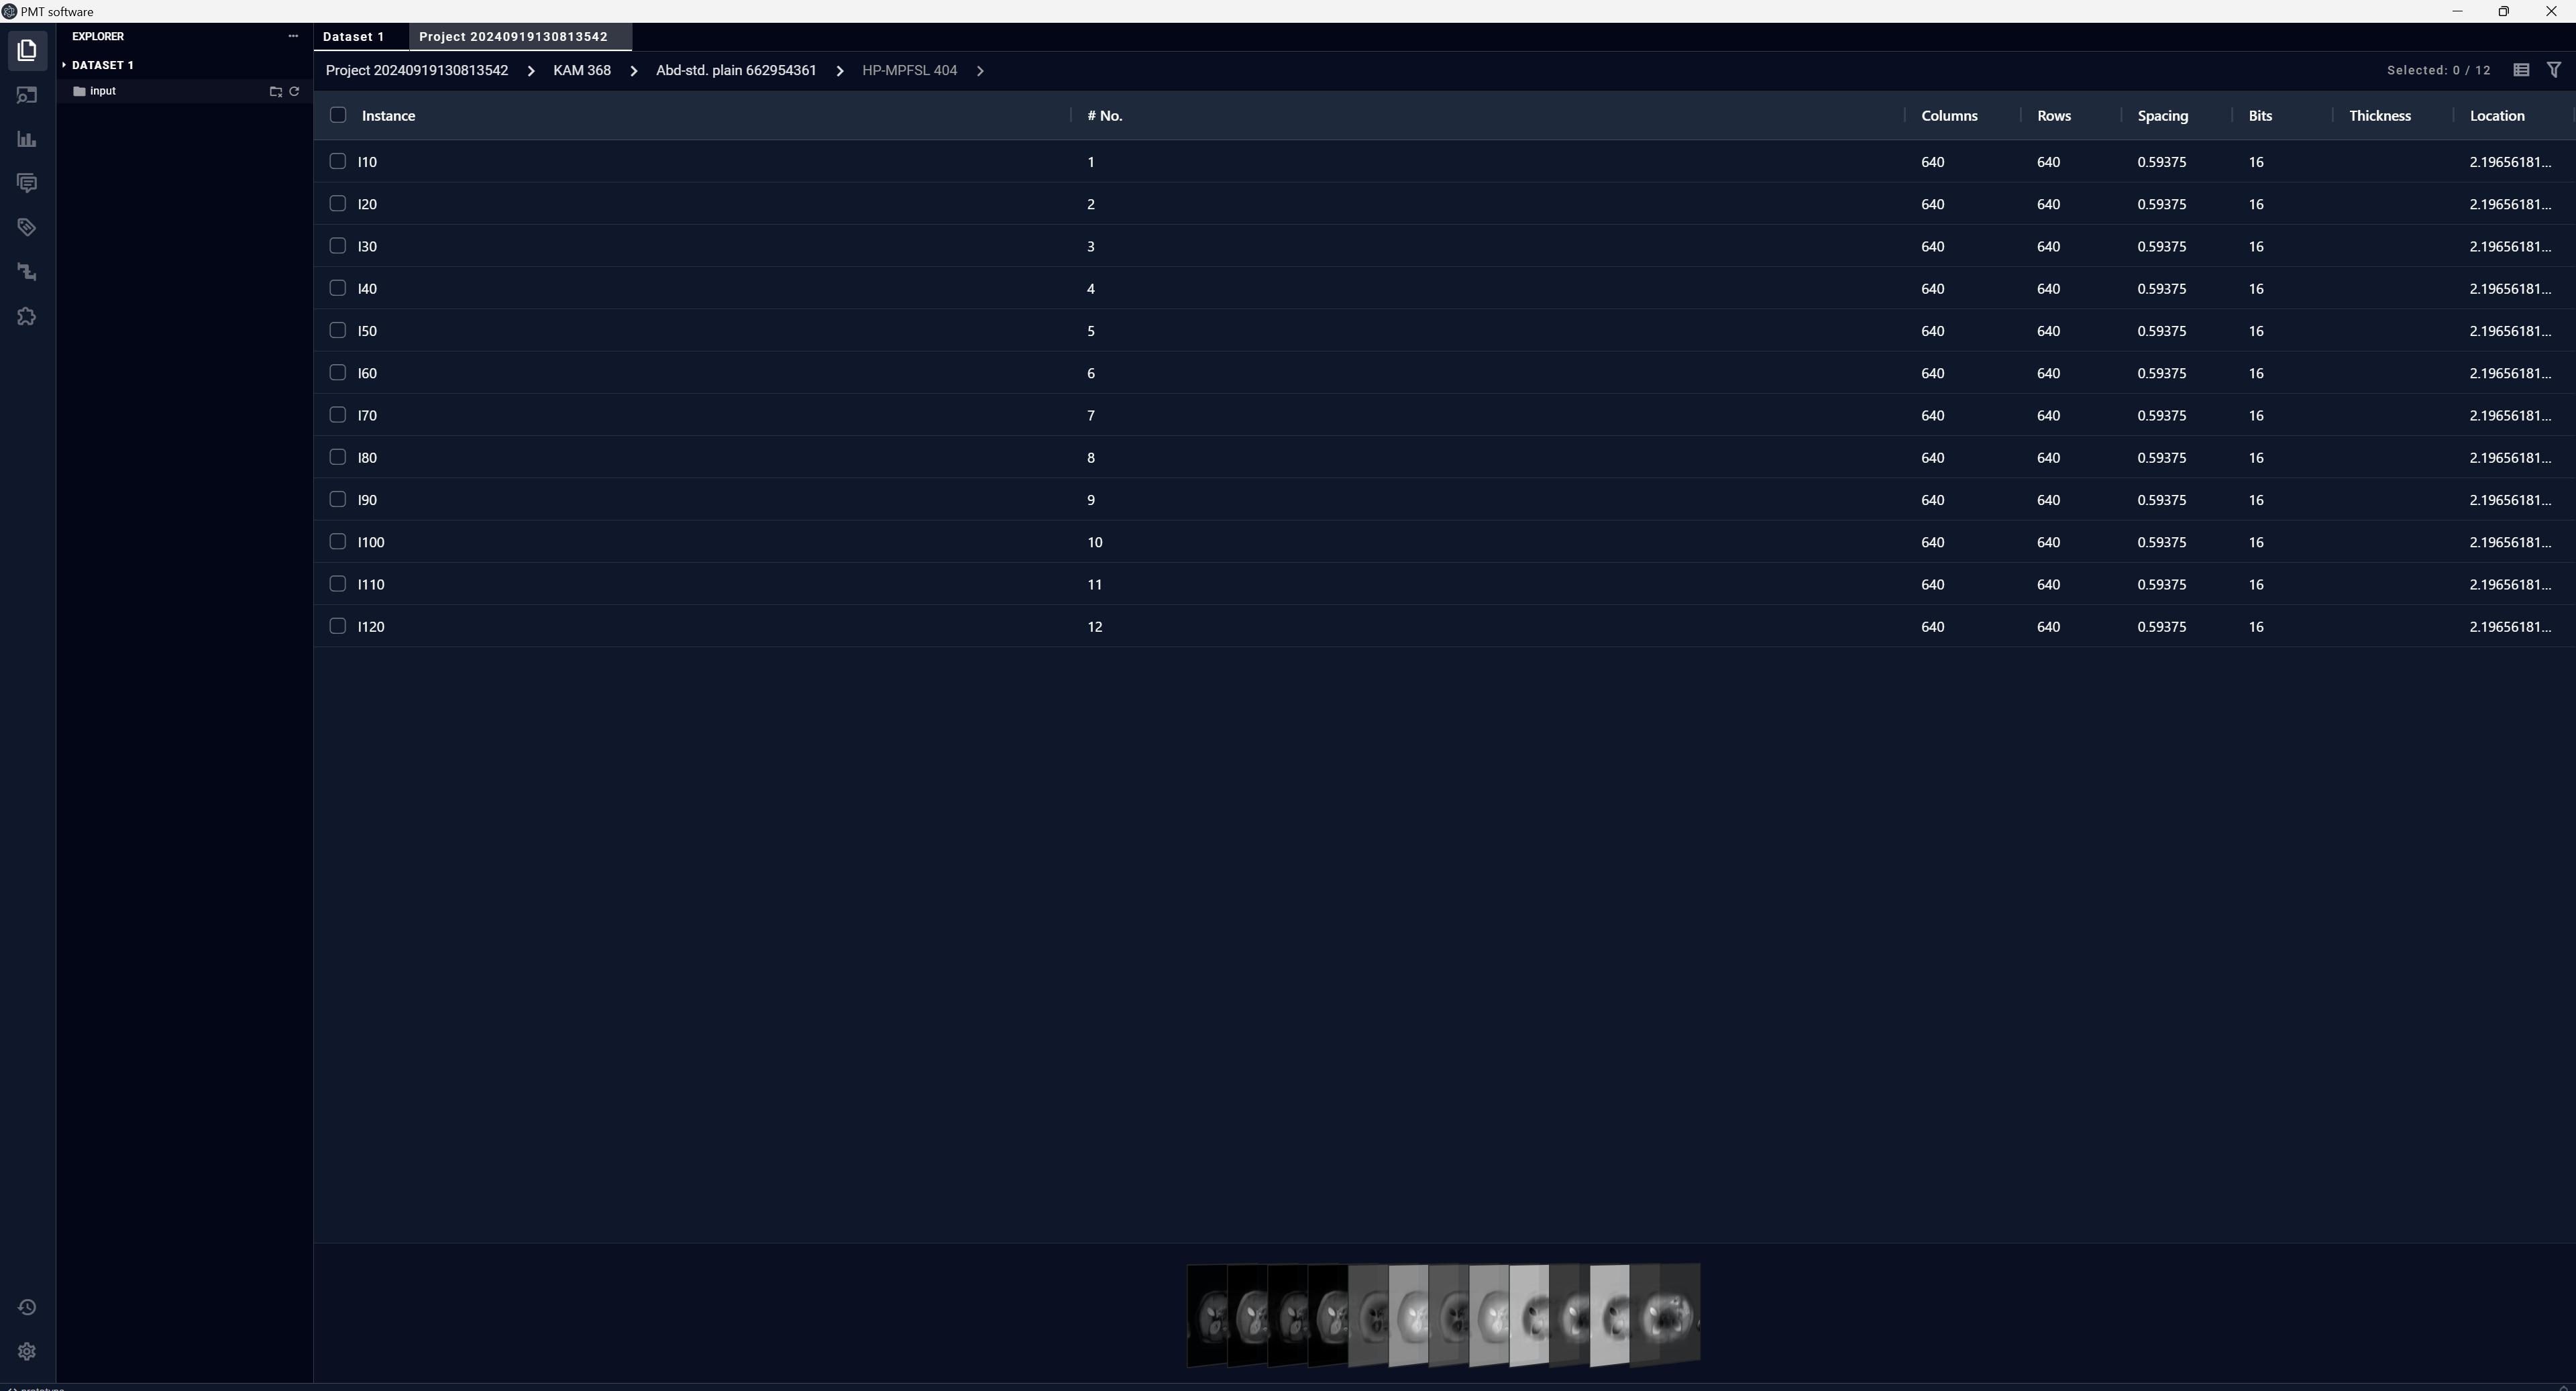 PMT software
EXPLORER
DATASET 1
input
Dataset 1 Project 20240919130813542
Project 20240919130813542 > KAM 368 > Abd-std. plain 662954361 > HP-MPFSL 404 >
Selected: 0 / 12
Instance # No. Columns Rows Spacing Bits Thickness Location
I10 1 640 640 0.59375 16 2.19656181...
I20 2 640 640 0.59375 16 2.19656181...
I30 3 640 640 0.59375 16 2.19656181...
I40 4 640 640 0.59375 16 2.19656181...
I50 5 640 640 0.59375 16 2.19656181...
I60 6 640 640 0.59375 16 2.19656181...
I70 7 640 640 0.59375 16 2.19656181...
I80 8 640 640 0.59375 16 2.19656181...
I90 9 640 640 0.59375 16 2.19656181...
I100 10 640 640 0.59375 16 2.19656181...
I110 11 640 640 0.59375 16 2.19656181...
I120 12 640 640 0.59375 16 2.19656181...